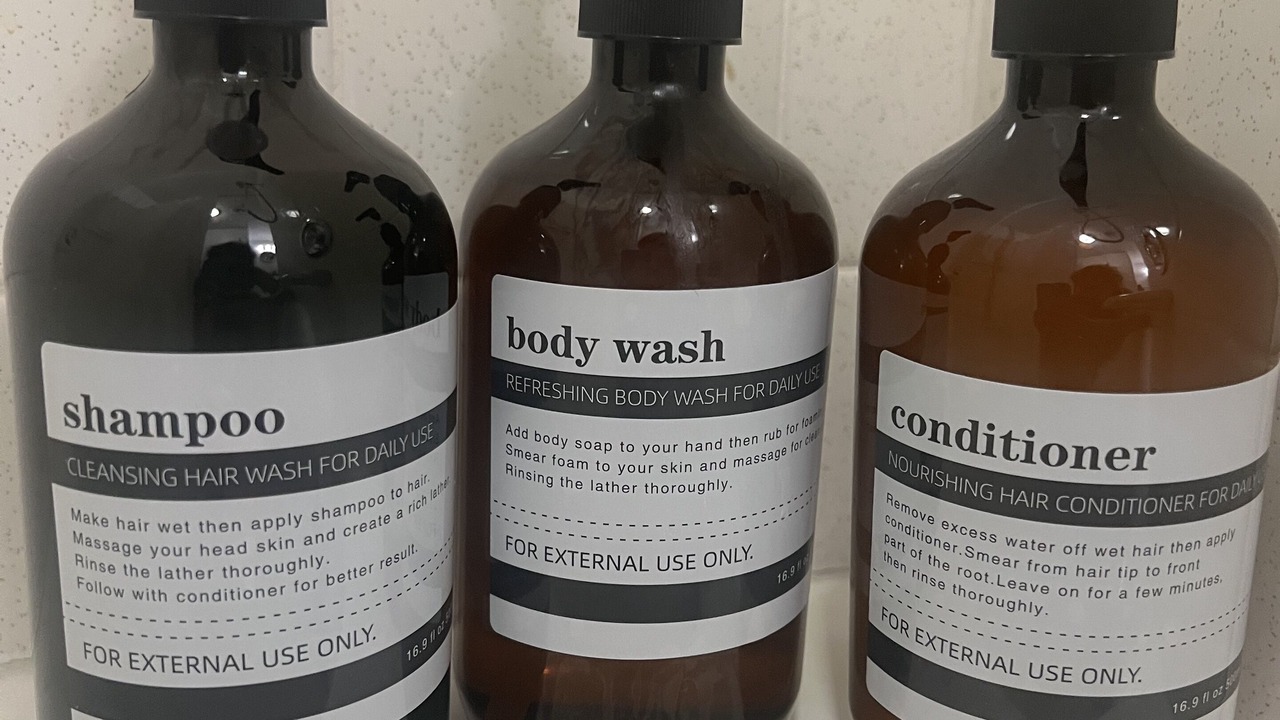 shampoo
CLEANSING HAIR WASH FOR DAILY USE
Make hair wet then apply shampoo to hair.
Massage your head skin and create a rich lather.
Rinse the lather thoroughly.
Follow with conditioner for better result.
FOR EXTERNAL USE ONLY.
16.9 fl oz
body wash
REFRESHING BODY WASH FOR DAILY USE
Add body soap to your hand then rub for
Smear foam to your skin and massage for
Rinsing the lather thoroughly.
FOR EXTERNAL USE ONLY.
16.9 fl
conditioner
NOURISHING HAIR CONDITIONER FOR DAILY
Remove excess water off wet hair then apply
conditioner.Smear from hair tip to front
part of the root.Leave on for a few minutes,
then rinse thoroughly.
FOR EXTERNAL USE ONLY.
16.9 fl oz